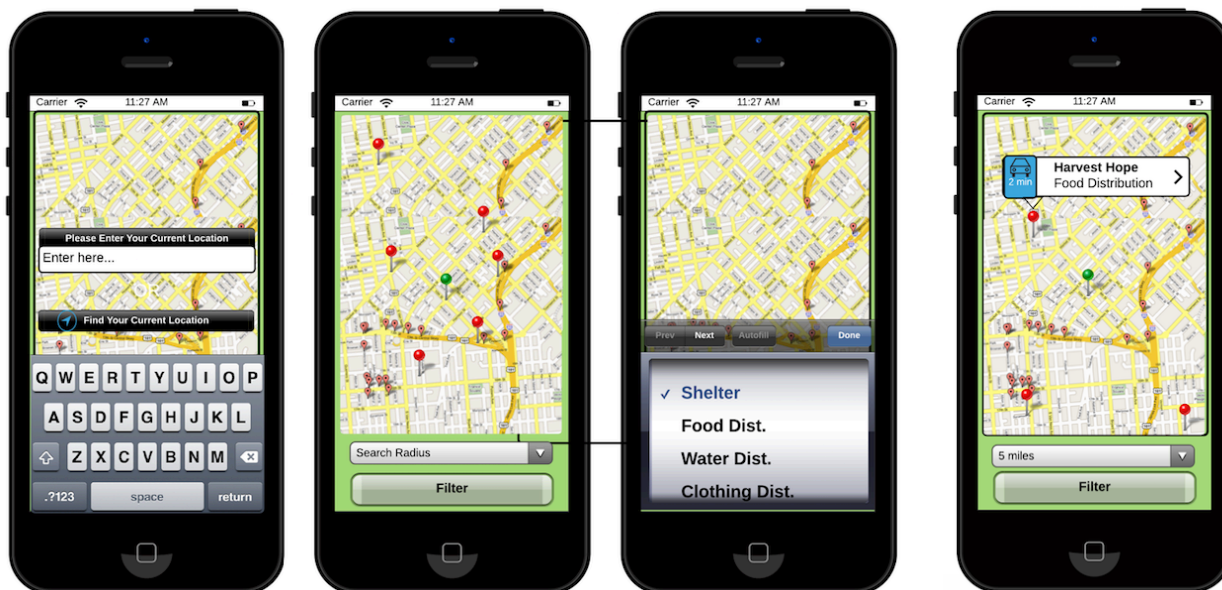 Carrier 11:27 AM
Please Enter Your Current Location
Enter here...
Find Your Current Location
Q W E R T Y U I O P
A S D F G H J K L
Z X C V B N M
.?123 space return
Carrier 11:27 AM
Search Radius
Filter
Carrier 11:27 AM
Prev Next Autofill Done
✓ Shelter
Food Dist.
Water Dist.
Clothing Dist.
Carrier 11:27 AM
Harvest Hope
2 min Food Distribution
5 miles
Filter